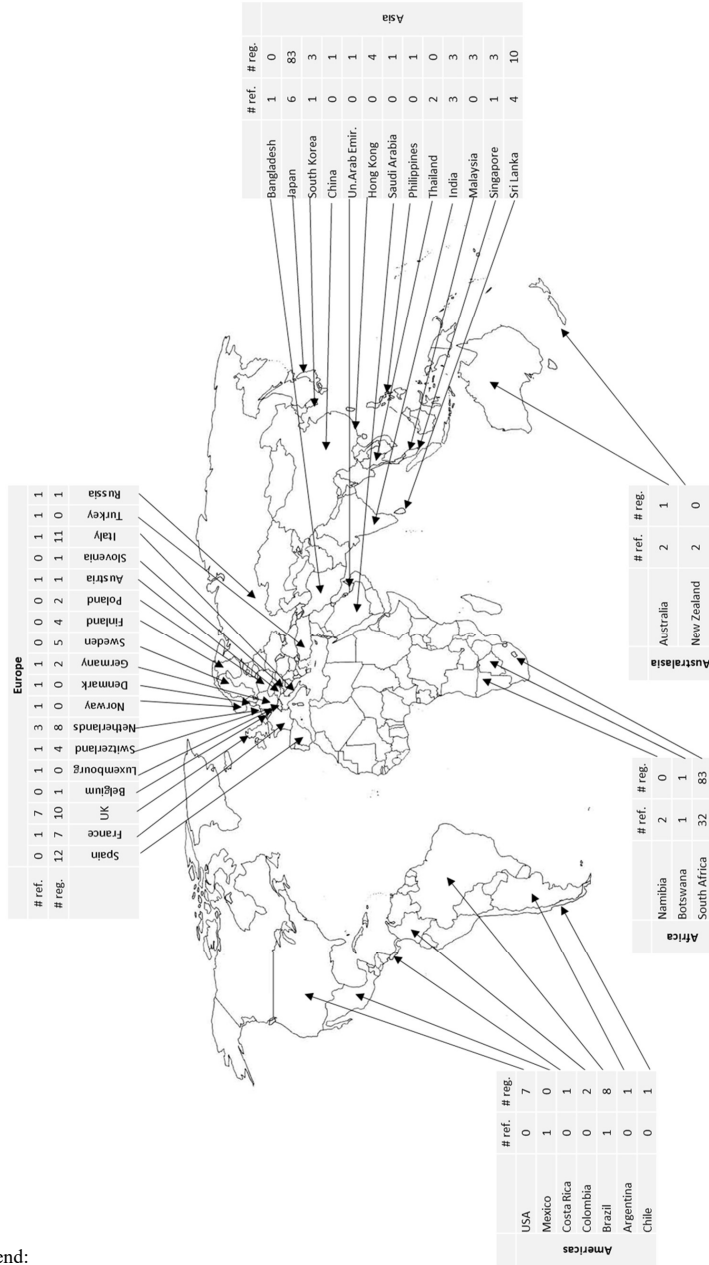 Europe
# ref. 0 1 7 0 1 1 3 1 1 1 0 0 0 1 0 1 1 1
# reg. 12 7 10 1 0 4 8 0 0 2 5 4 2 1 1 11 0 1
Spain France UK Belgium Luxembourg Switzerland Netherlands Norway Denmark Germany Sweden Finland Poland Austria Slovenia Italy Turkey Russia
# ref. # reg.
Asia
Bangladesh 1 0
Japan 6 83
South Korea 1 3
China 0 1
Un.Arab Emir. 0 1
Hong Kong 0 4
Saudi Arabia 0 1
Philippines 0 1
Thailand 2 0
India 3 3
Malaysia 0 3
Singapore 1 3
Sri Lanka 4 10
# ref. # reg.
Americas
USA 0 7
Mexico 1 0
Costa Rica 0 1
Colombia 0 2
Brazil 1 8
Argentina 0 1
Chile 0 1
# ref. # reg.
Africa
Namibia 2 0
Botswana 1 1
South Africa 32 83
# ref. # reg.
Australasia
Australia 2 1
New Zealand 2 0
end: